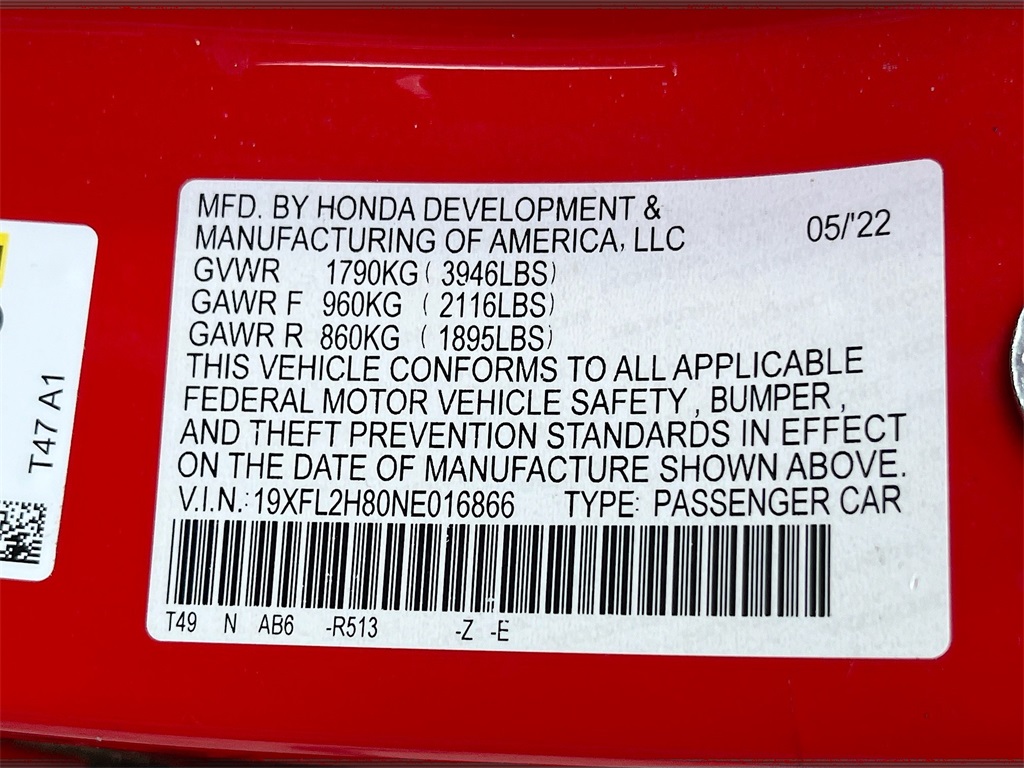 MFD. BY HONDA DEVELOPMENT &
MANUFACTURING OF AMERICA, LLC 05/'22
GVWR 1790KG ( 3946LBS)
GAWR F 960KG ( 2116LBS)
GAWR R 860KG ( 1895LBS)
THIS VEHICLE CONFORMS TO ALL APPLICABLE
FEDERAL MOTOR VEHICLE SAFETY , BUMPER ,
AND THEFT PREVENTION STANDARDS IN EFFECT
ON THE DATE OF MANUFACTURE SHOWN ABOVE.
V.I.N.: 19XFL2H80NE016866 TYPE: PASSENGER CAR
T49 N AB6 -R513 -Z -E
T47 A1